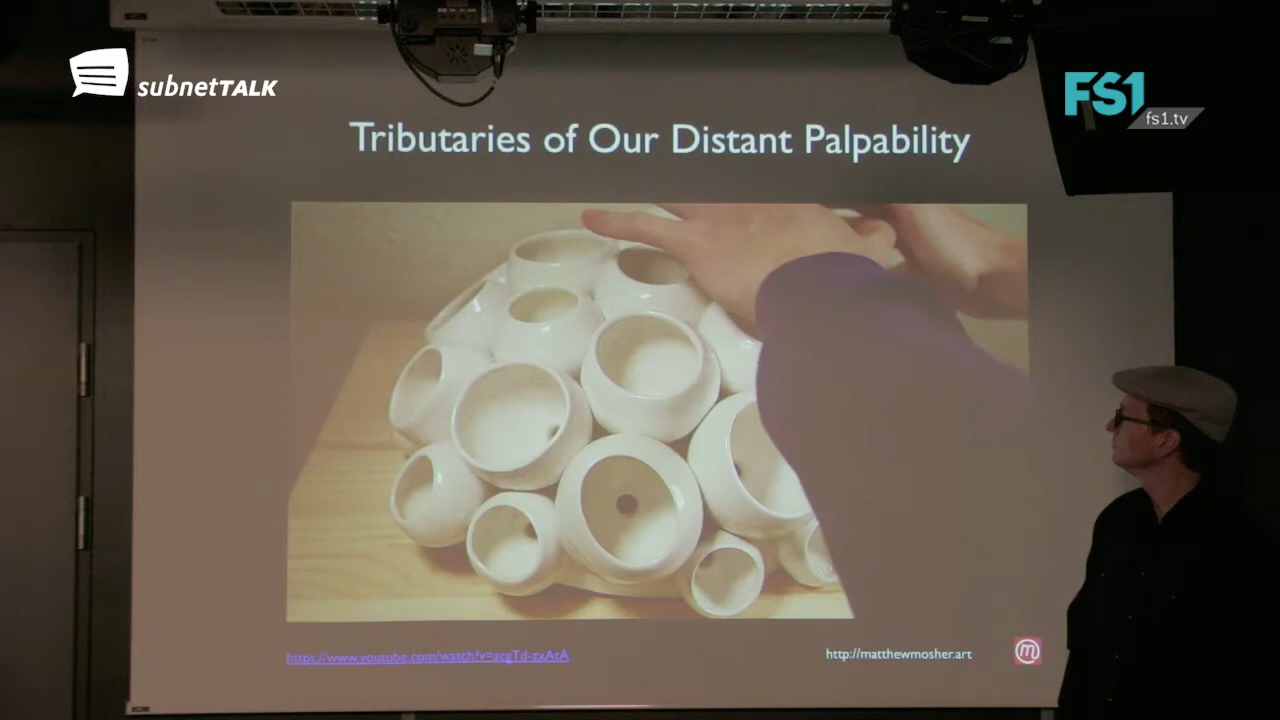 subnetTALK
FS1
fs1.tv
Tributaries of Our Distant Palpability
http://matthewmosher.art
m